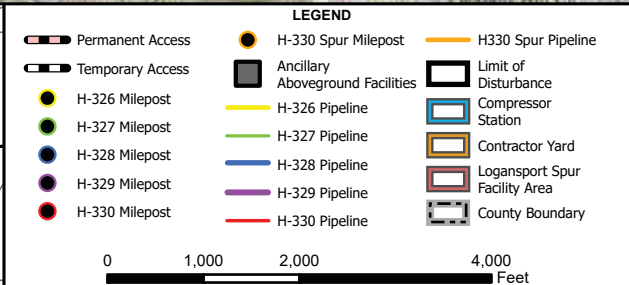 LEGEND
Permanent Access
Temporary Access
H-326 Milepost
H-327 Milepost
H-328 Milepost
H-329 Milepost
H-330 Milepost
H-330 Spur Milepost
Ancillary
Aboveground Facilities
H-326 Pipeline
H-327 Pipeline
H-328 Pipeline
H-329 Pipeline
H-330 Pipeline
H330 Spur Pipeline
Limit of
Disturbance
Compressor
Station
Contractor Yard
Logansport Spur
Facility Area
County Boundary
0 1,000 2,000 4,000
Feet